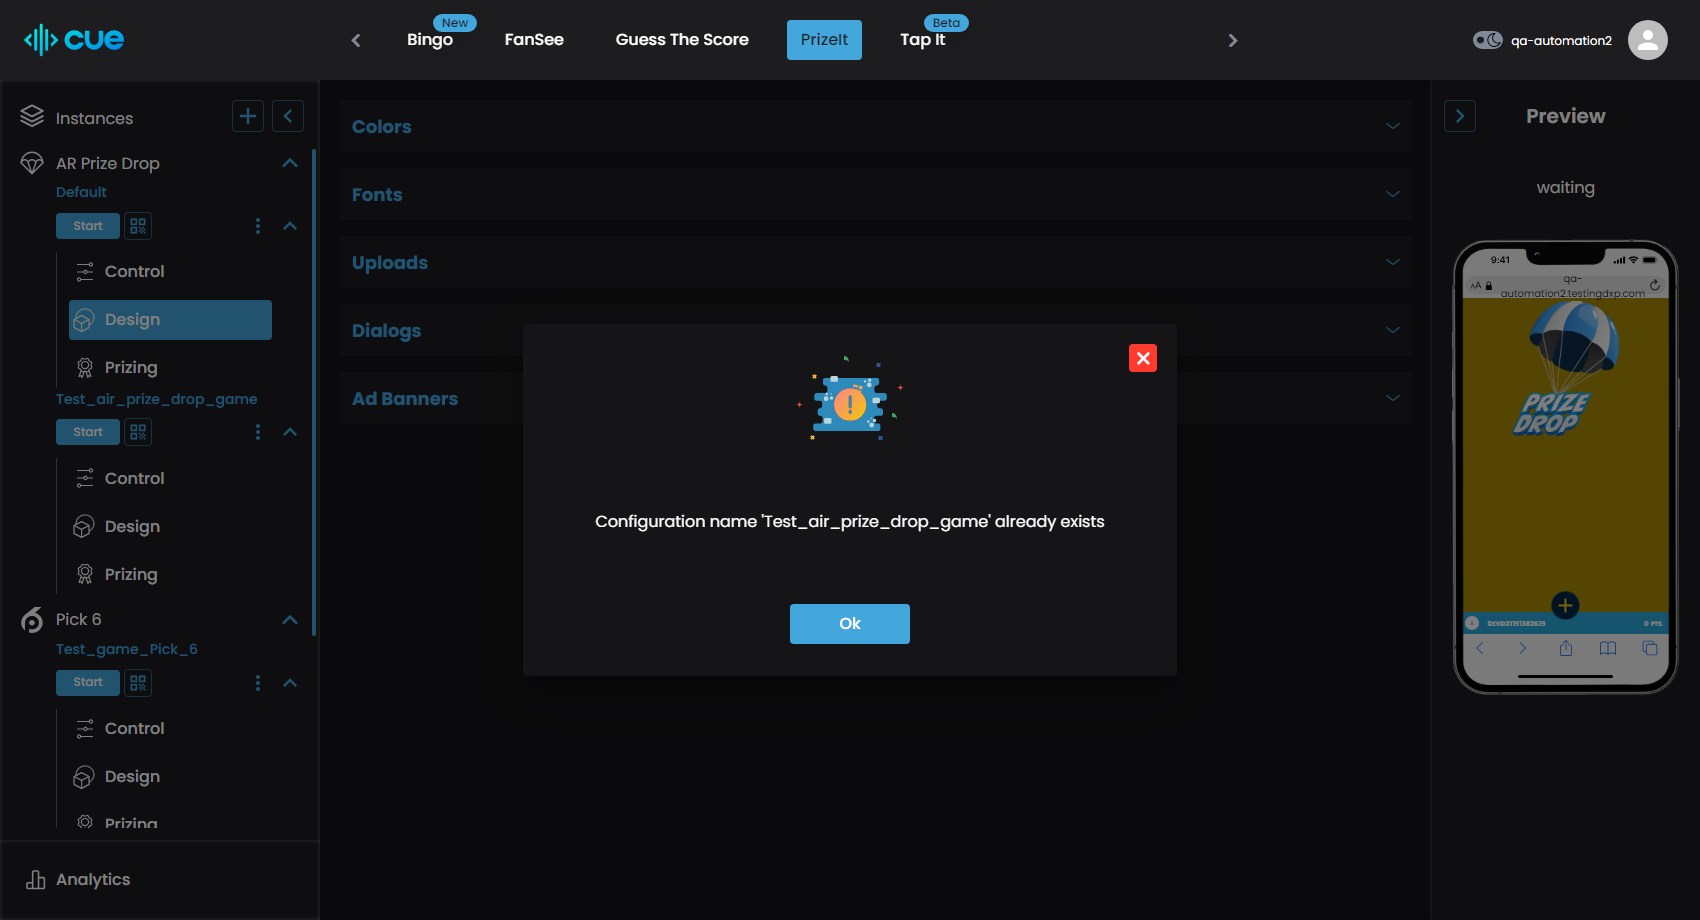 cue
New
Beta
Bingo
FanSee
Guess The Score
PrizeIt
Tap It
qa-automation2
Instances
AR Prize Drop
Default
Start
Control
Design
Prizing
Test_air_prize_drop_game
Start
Control
Design
Prizing
Pick 6
Test_game_Pick_6
Start
Control
Design
Prizing
Analytics
Colors
Fonts
Uploads
Dialogs
Ad Banners
Configuration name 'Test_air_prize_drop_game' already exists
Ok
Preview
waiting
9:41
AA
qa-
automation2.testingdxp.com
PRIZE
DROP
0 PTS.